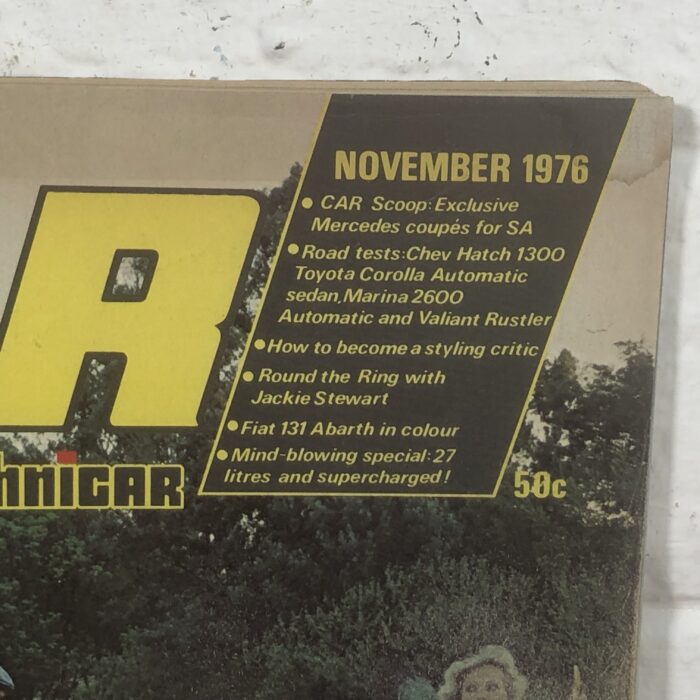 R
NOVEMBER 1976
• CAR Scoop: Exclusive
Mercedes coupés for SA
• Road tests: Chev Hatch 1300
Toyota Corolla Automatic
sedan, Marina 2600
Automatic and Valiant Rustler
• How to become a styling critic
• Round the Ring with
Jackie Stewart
• Fiat 131 Abarth in colour
• Mind-blowing special: 27
litres and supercharged!
hniCAR
50c